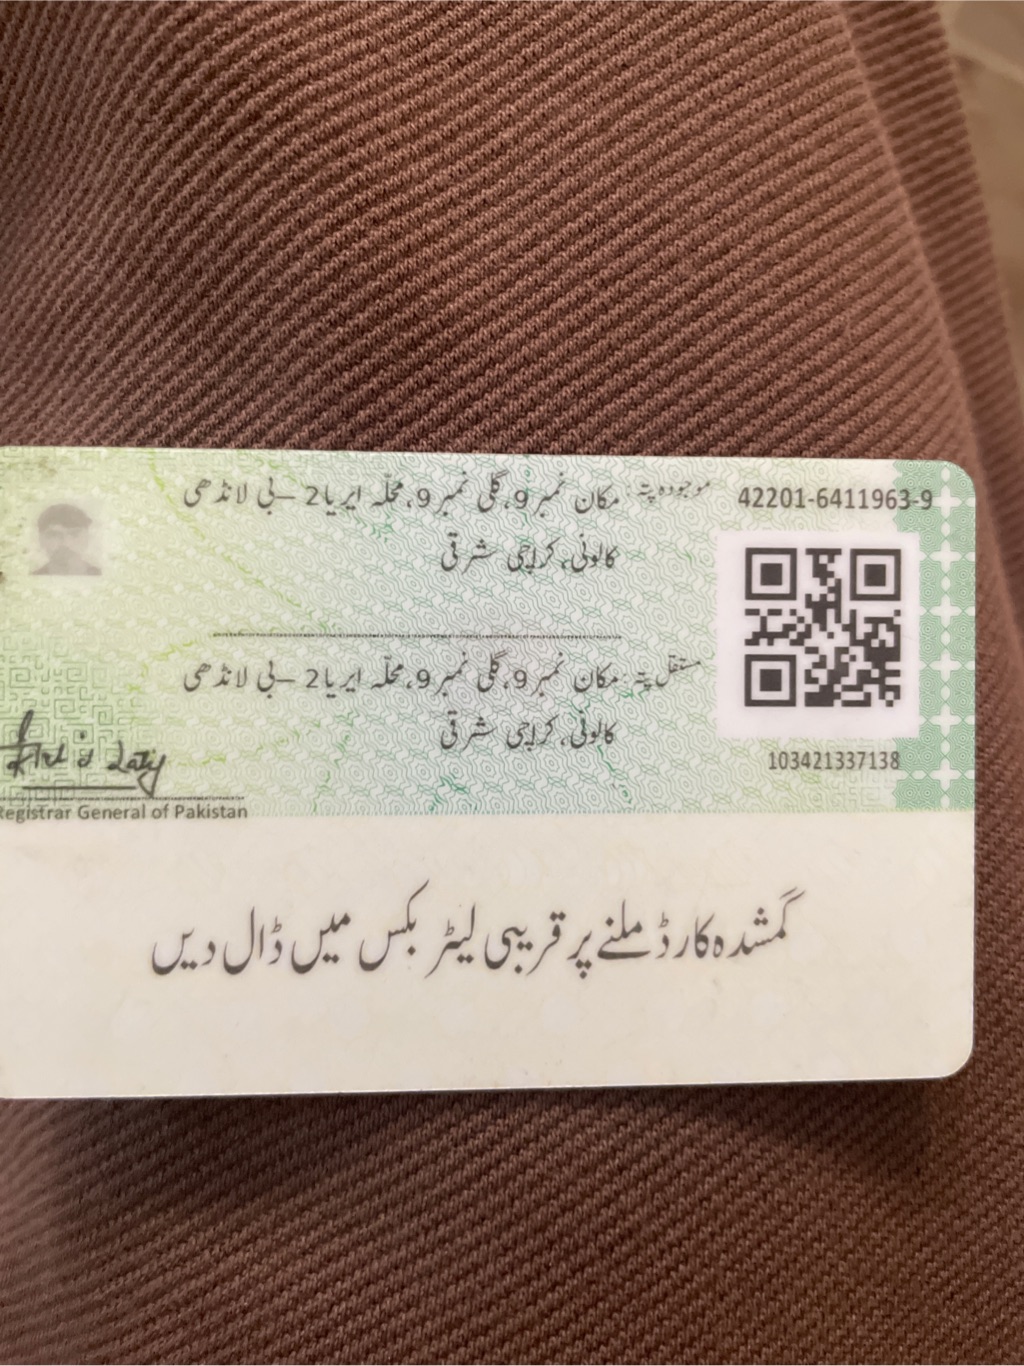 42201-6411963-9
موجودہ پتہ: مکان نمبر 9، گلی نمبر 9، محلّہ ایریا 2 – بی لانڈھی
کالونی، کراچی شرقی
مستقل پتہ: مکان نمبر 9، گلی نمبر 9، محلّہ ایریا 2 – بی لانڈھی
کالونی، کراچی شرقی
103421337138
Registrar General of Pakistan
گمشدہ کارڈ ملنے پر قریبی لیٹر بکس میں ڈال دیں